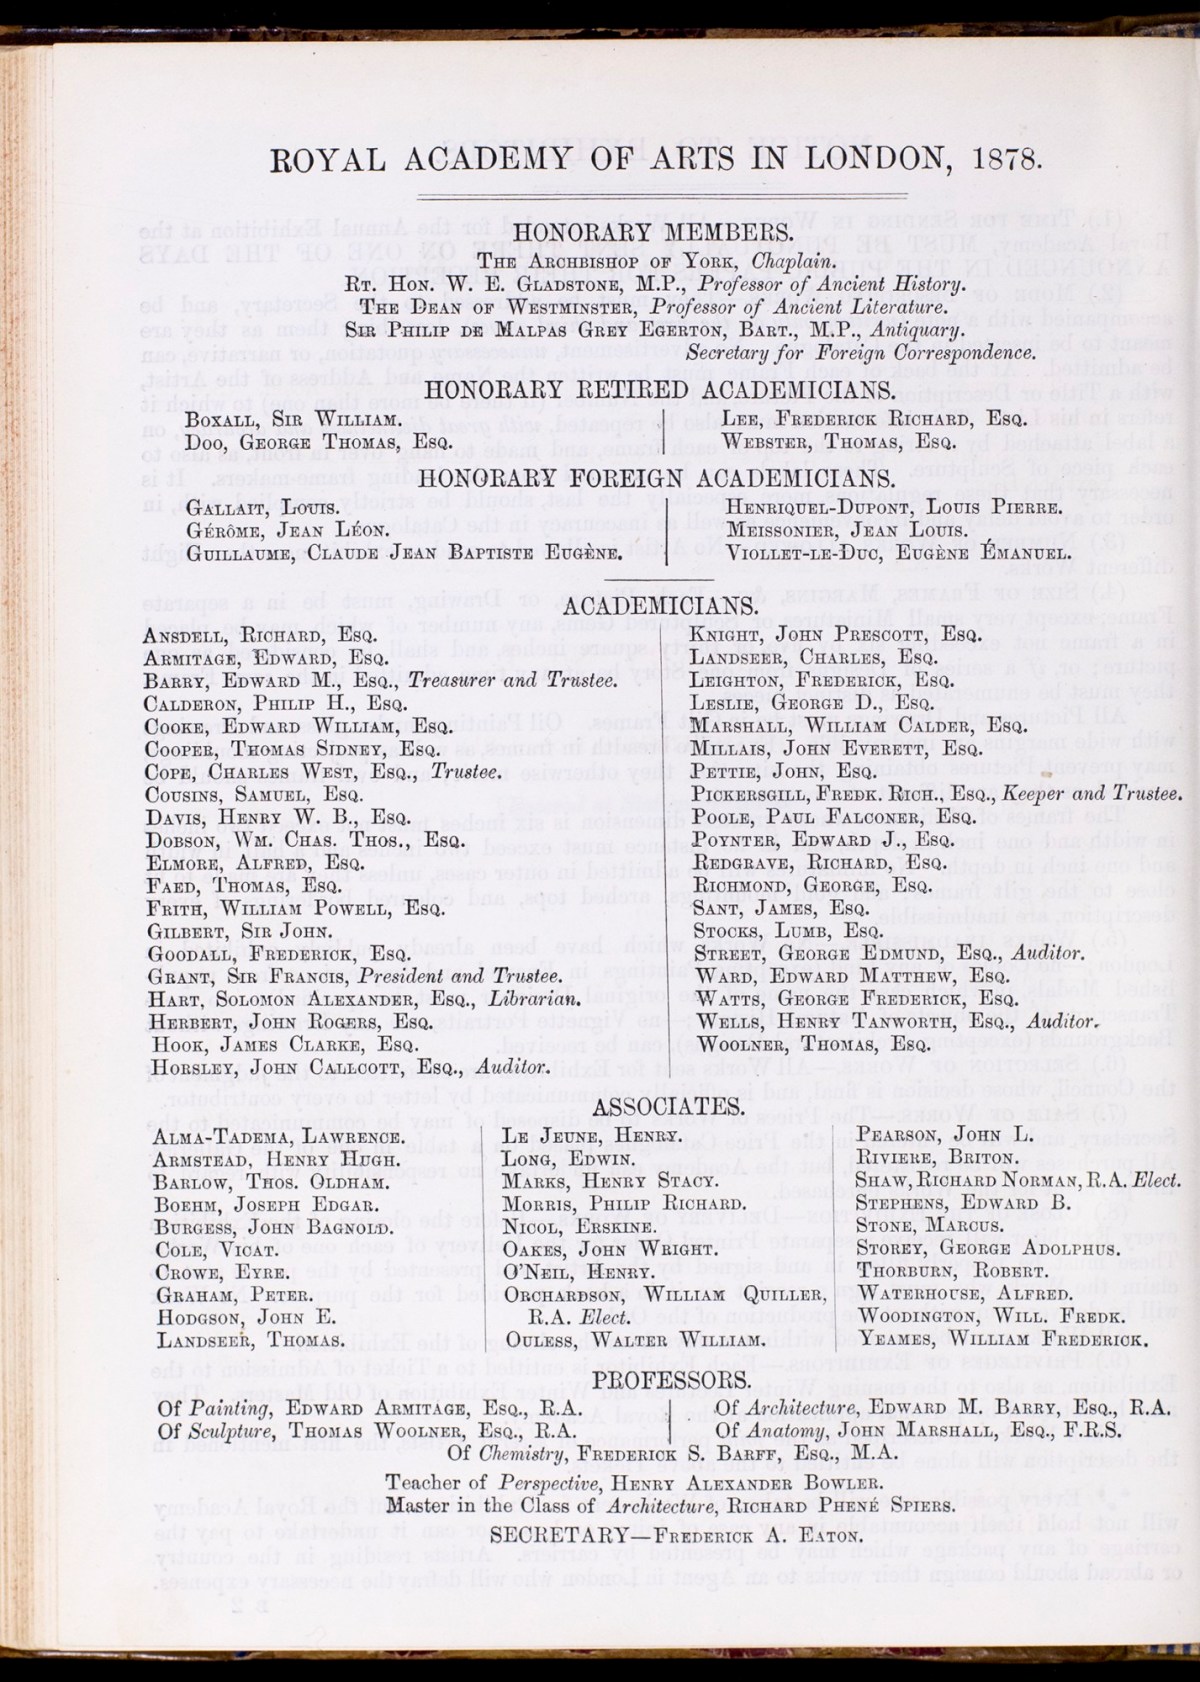 ROYAL ACADEMY OF ARTS IN LONDON, 1878.
HONORARY MEMBERS.
THE ARCHBISHOP OF YORK, Chaplain.
RT. HON. W. E. GLADSTONE, M.P., Professor of Ancient History.
THE DEAN OF WESTMINSTER, Professor of Ancient Literature.
SIR PHILIP DE MALPAS GREY EGERTON, BART., M.P., Antiquary.
Secretary for Foreign Correspondence.
HONORARY RETIRED ACADEMICIANS.
BOXALL, SIR WILLIAM.
DOO, GEORGE THOMAS, ESQ.
LEE, FREDERICK RICHARD, ESQ.
WEBSTER, THOMAS, ESQ.
HONORARY FOREIGN ACADEMICIANS.
GALLAIT, LOUIS.
GÉRÔME, JEAN LÉON.
GUILLAUME, CLAUDE JEAN BAPTISTE EUGÈNE.
HENRIQUEL-DUPONT, LOUIS PIERRE.
MEISSONIER, JEAN LOUIS.
VIOLLET-LE-DUC, EUGÈNE ÉMANUEL.
ACADEMICIANS.
ANSDELL, RICHARD, ESQ.
ARMITAGE, EDWARD, ESQ.
BARRY, EDWARD M., ESQ., Treasurer and Trustee.
CALDERON, PHILIP H., ESQ.
COOKE, EDWARD WILLIAM, ESQ.
COOPER, THOMAS SIDNEY, ESQ.
COPE, CHARLES WEST, ESQ., Trustee.
COUSINS, SAMUEL, ESQ.
DAVIS, HENRY W. B., ESQ.
DOBSON, WM. CHAS. THOS., ESQ.
ELMORE, ALFRED, ESQ.
FAED, THOMAS, ESQ.
FRITH, WILLIAM POWELL, ESQ.
GILBERT, SIR JOHN.
GOODALL, FREDERICK, ESQ.
GRANT, SIR FRANCIS, President and Trustee.
HART, SOLOMON ALEXANDER, ESQ., Librarian.
HERBERT, JOHN ROGERS, ESQ.
HOOK, JAMES CLARKE, ESQ.
HORSLEY, JOHN CALLCOTT, ESQ., Auditor.
KNIGHT, JOHN PRESCOTT, ESQ.
LANDSEER, CHARLES, ESQ.
LEIGHTON, FREDERICK, ESQ.
LESLIE, GEORGE D., ESQ.
MARSHALL, WILLIAM CALDER, ESQ.
MILLAIS, JOHN EVERETT, ESQ.
PETTIE, JOHN, ESQ.
PICKERSGILL, FREDK. RICH., ESQ., Keeper and Trustee.
POOLE, PAUL FALCONER, ESQ.
POYNTER, EDWARD J., ESQ.
REDGRAVE, RICHARD, ESQ.
RICHMOND, GEORGE, ESQ.
SANT, JAMES, ESQ.
STOCKS, LUMB, ESQ.
STREET, GEORGE EDMUND, ESQ., Auditor.
WARD, EDWARD MATTHEW, ESQ.
WATTS, GEORGE FREDERICK, ESQ.
WELLS, HENRY TANWORTH, ESQ., Auditor.
WOOLNER, THOMAS, ESQ.
ASSOCIATES.
ALMA-TADEMA, LAWRENCE.
ARMSTEAD, HENRY HUGH.
BARLOW, THOS. OLDHAM.
BOEHM, JOSEPH EDGAR.
BURGESS, JOHN BAGNOLD.
COLE, VICAT.
CROWE, EYRE.
GRAHAM, PETER.
HODGSON, JOHN E.
LANDSEER, THOMAS.
LE JEUNE, HENRY.
LONG, EDWIN.
MARKS, HENRY STACY.
MORRIS, PHILIP RICHARD.
NICOL, ERSKINE.
OAKES, JOHN WRIGHT.
O'NEIL, HENRY.
ORCHARDSON, WILLIAM QUILLER,
R.A. Elect.
OULESS, WALTER WILLIAM.
PEARSON, JOHN L.
RIVIERE, BRITON.
SHAW, RICHARD NORMAN, R.A. Elect.
STEPHENS, EDWARD B.
STONE, MARCUS.
STOREY, GEORGE ADOLPHUS.
THORBURN, ROBERT.
WATERHOUSE, ALFRED.
WOODINGTON, WILL. FREDK.
YEAMES, WILLIAM FREDERICK.
PROFESSORS.
Of Painting, EDWARD ARMITAGE, ESQ., R.A.
Of Sculpture, THOMAS WOOLNER, ESQ., R.A.
Of Architecture, EDWARD M. BARRY, ESQ., R.A.
Of Anatomy, JOHN MARSHALL, ESQ., F.R.S.
Of Chemistry, FREDERICK S. BARFF, ESQ., M.A.
Teacher of Perspective, HENRY ALEXANDER BOWLER.
Master in the Class of Architecture, RICHARD PHENÉ SPIERS.
SECRETARY—FREDERICK A. EATON.